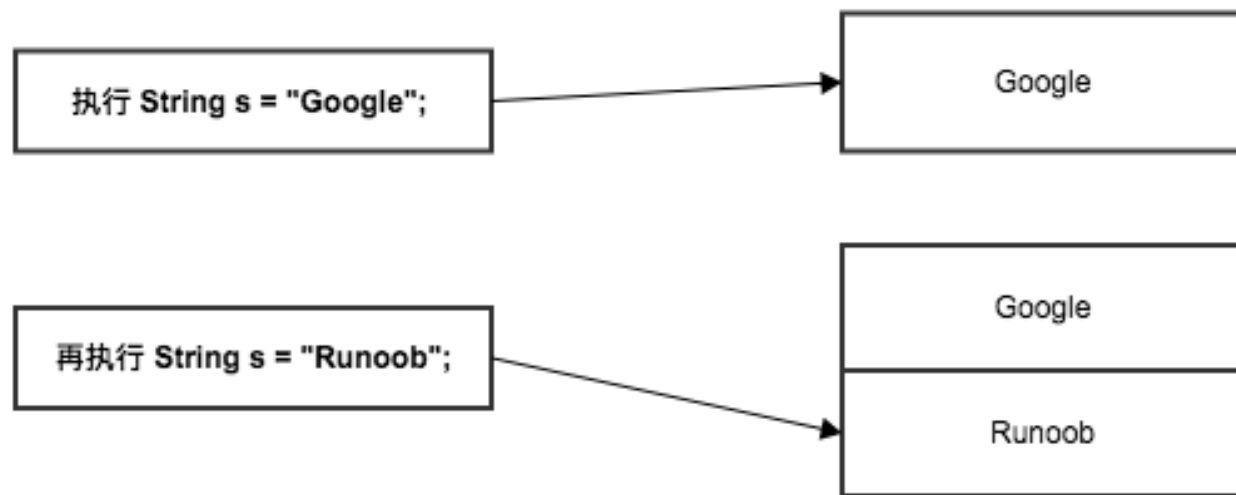 执行 String s = "Google";
Google
Google
再执行 String s = "Runoob";
Runoob